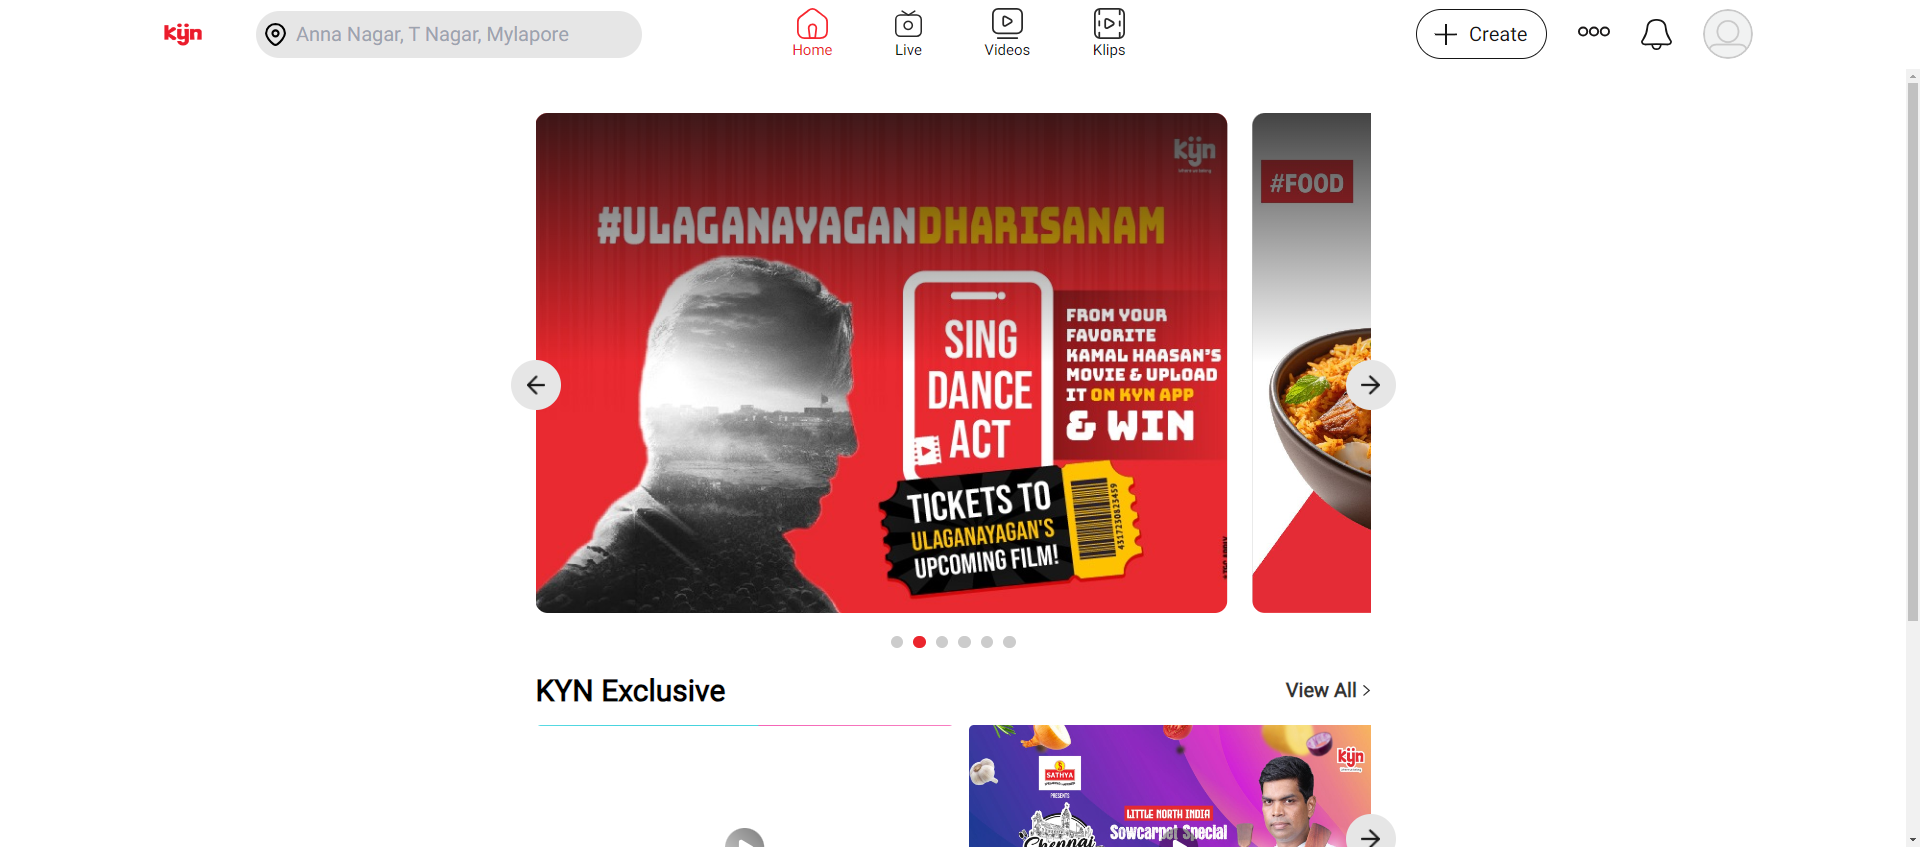 kyn
Anna Nagar, T Nagar, Mylapore
Home
Live
Videos
Klips
Create
kyn
#ULAGANAYAGANDHARISANAM
SING
DANCE
ACT
FROM YOUR
FAVORITE
KAMAL HAASAN'S
MOVIE & UPLOAD
IT ON KYN APP
& WIN
TICKETS TO
ULAGANAYAGAN'S
UPCOMING FILM!
4317230823459
#FOOD
KYN Exclusive
View All
kyn
SATHYA
PRESENTS
LITTLE NORTH INDIA
Sowcarpet Special
Chennai